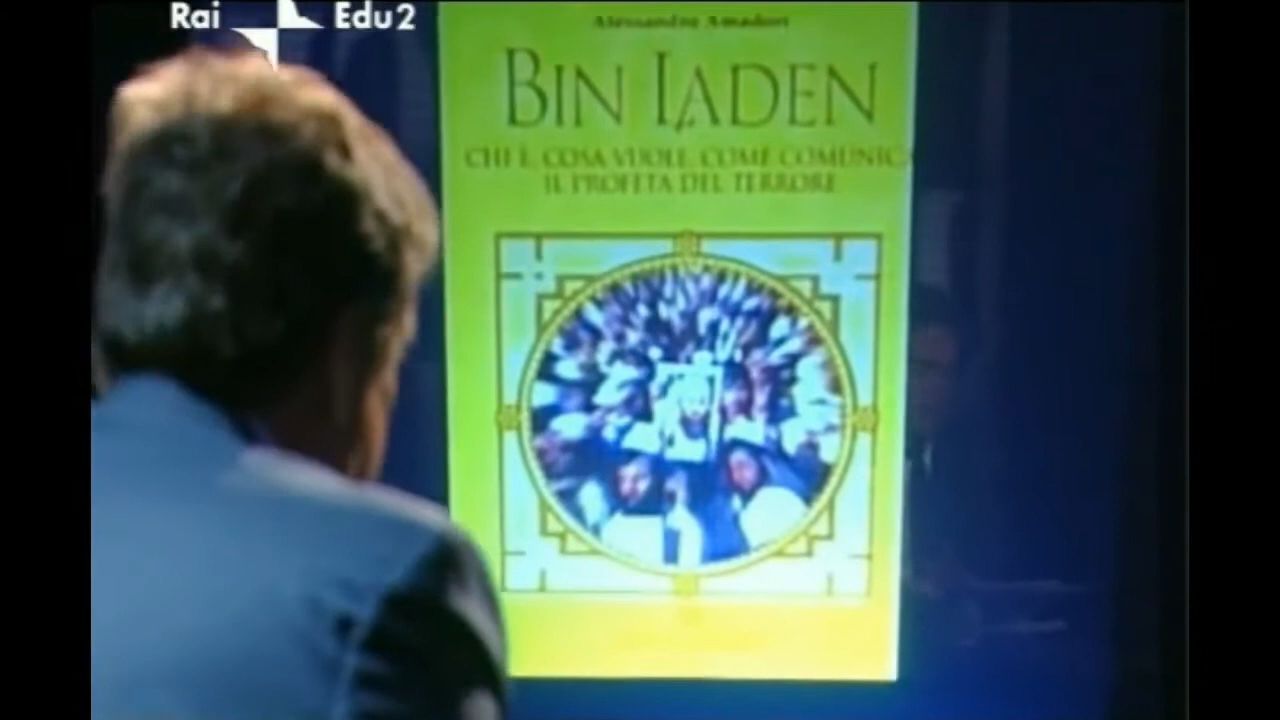 Rai Edu2
Alessandro Amadori
BIN LADEN
CHI È, COSA VUOLE, COME COMUNIC
IL PROFETA DEL TERRORE